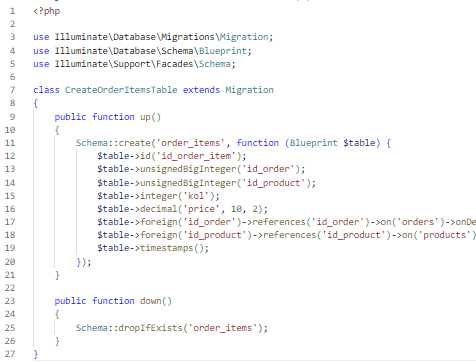 1 <?php
2
3 use Illuminate\Database\Migrations\Migration;
4 use Illuminate\Database\Schema\Blueprint;
5 use Illuminate\Support\Facades\Schema;
6
7 class CreateOrderItemsTable extends Migration
8 {
9     public function up()
10     {
11         Schema::create('order_items', function (Blueprint $table) {
12             $table->id('id_order_item');
13             $table->unsignedBigInteger('id_order');
14             $table->unsignedBigInteger('id_product');
15             $table->integer('kol');
16             $table->decimal('price', 10, 2);
17             $table->foreign('id_order')->references('id_order')->on('orders')->onDe
18             $table->foreign('id_product')->references('id_product')->on('products')
19             $table->timestamps();
20         });
21     }
22
23     public function down()
24     {
25         Schema::dropIfExists('order_items');
26     }
27 }